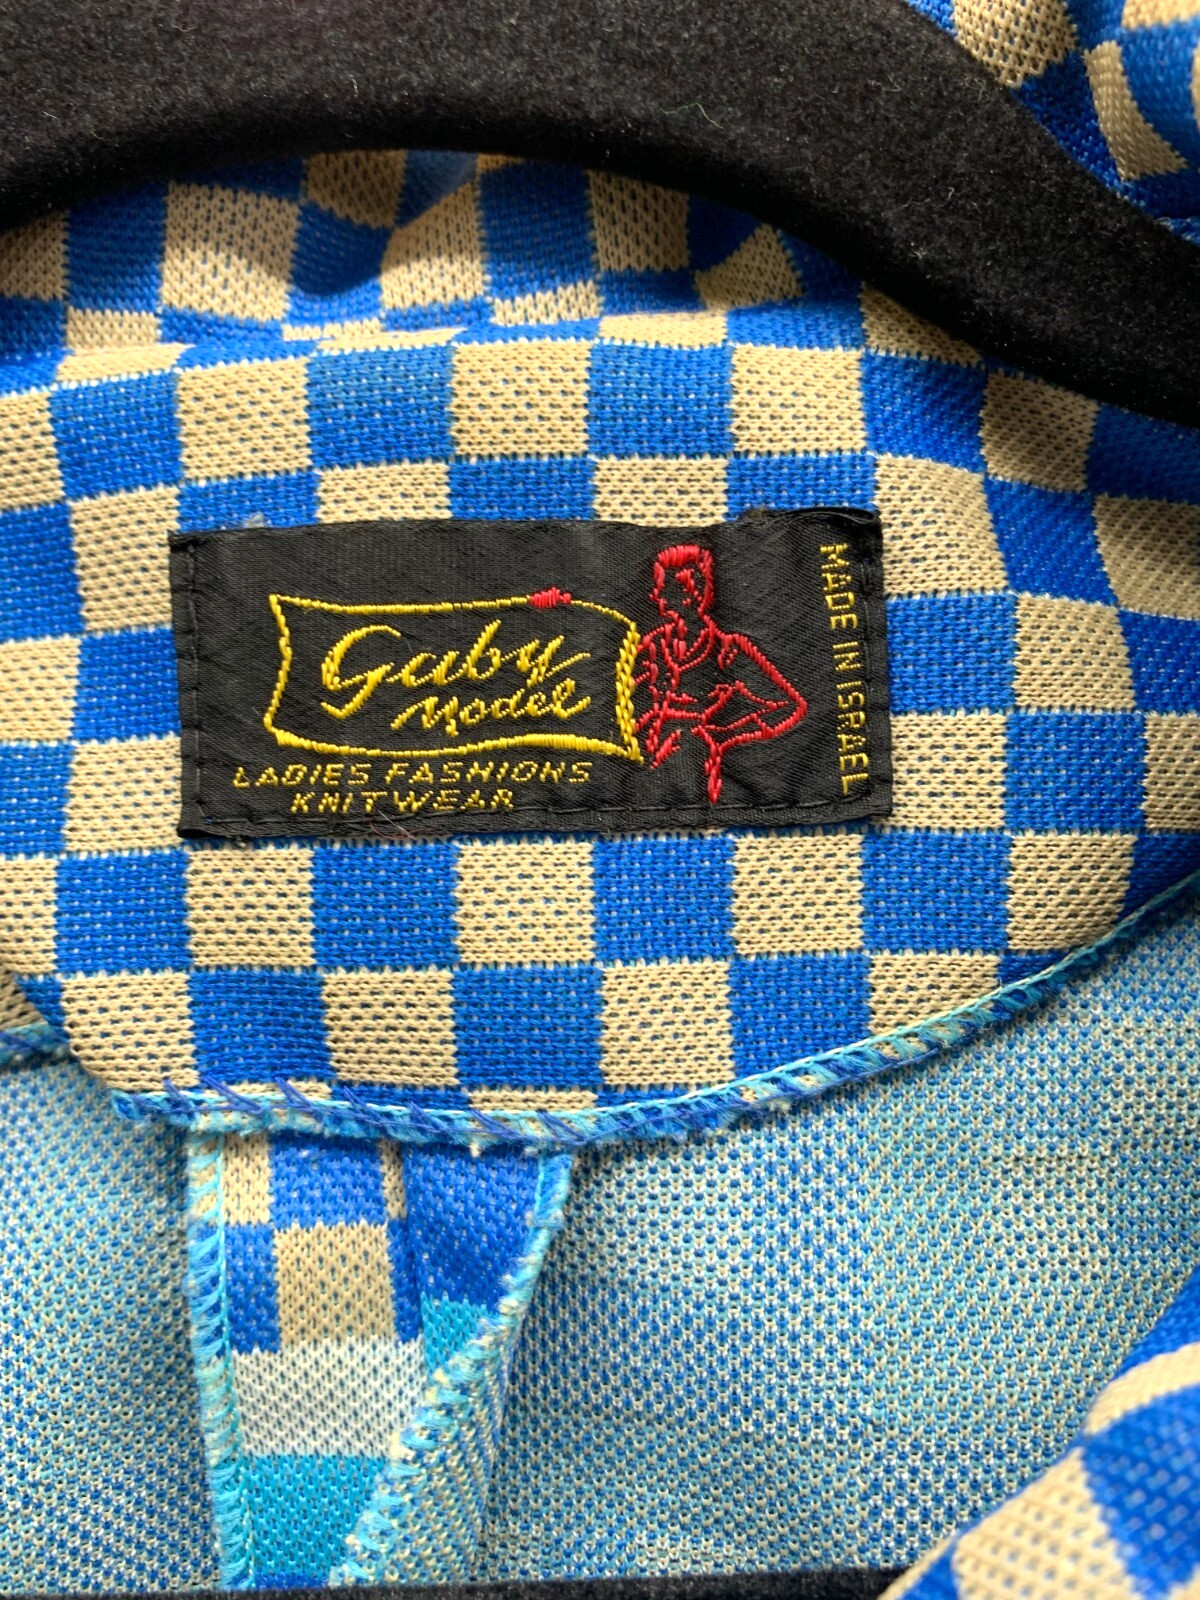 Gaby
Model
LADIES FASHIONS
KNITWEAR
MADE IN ISRAEL